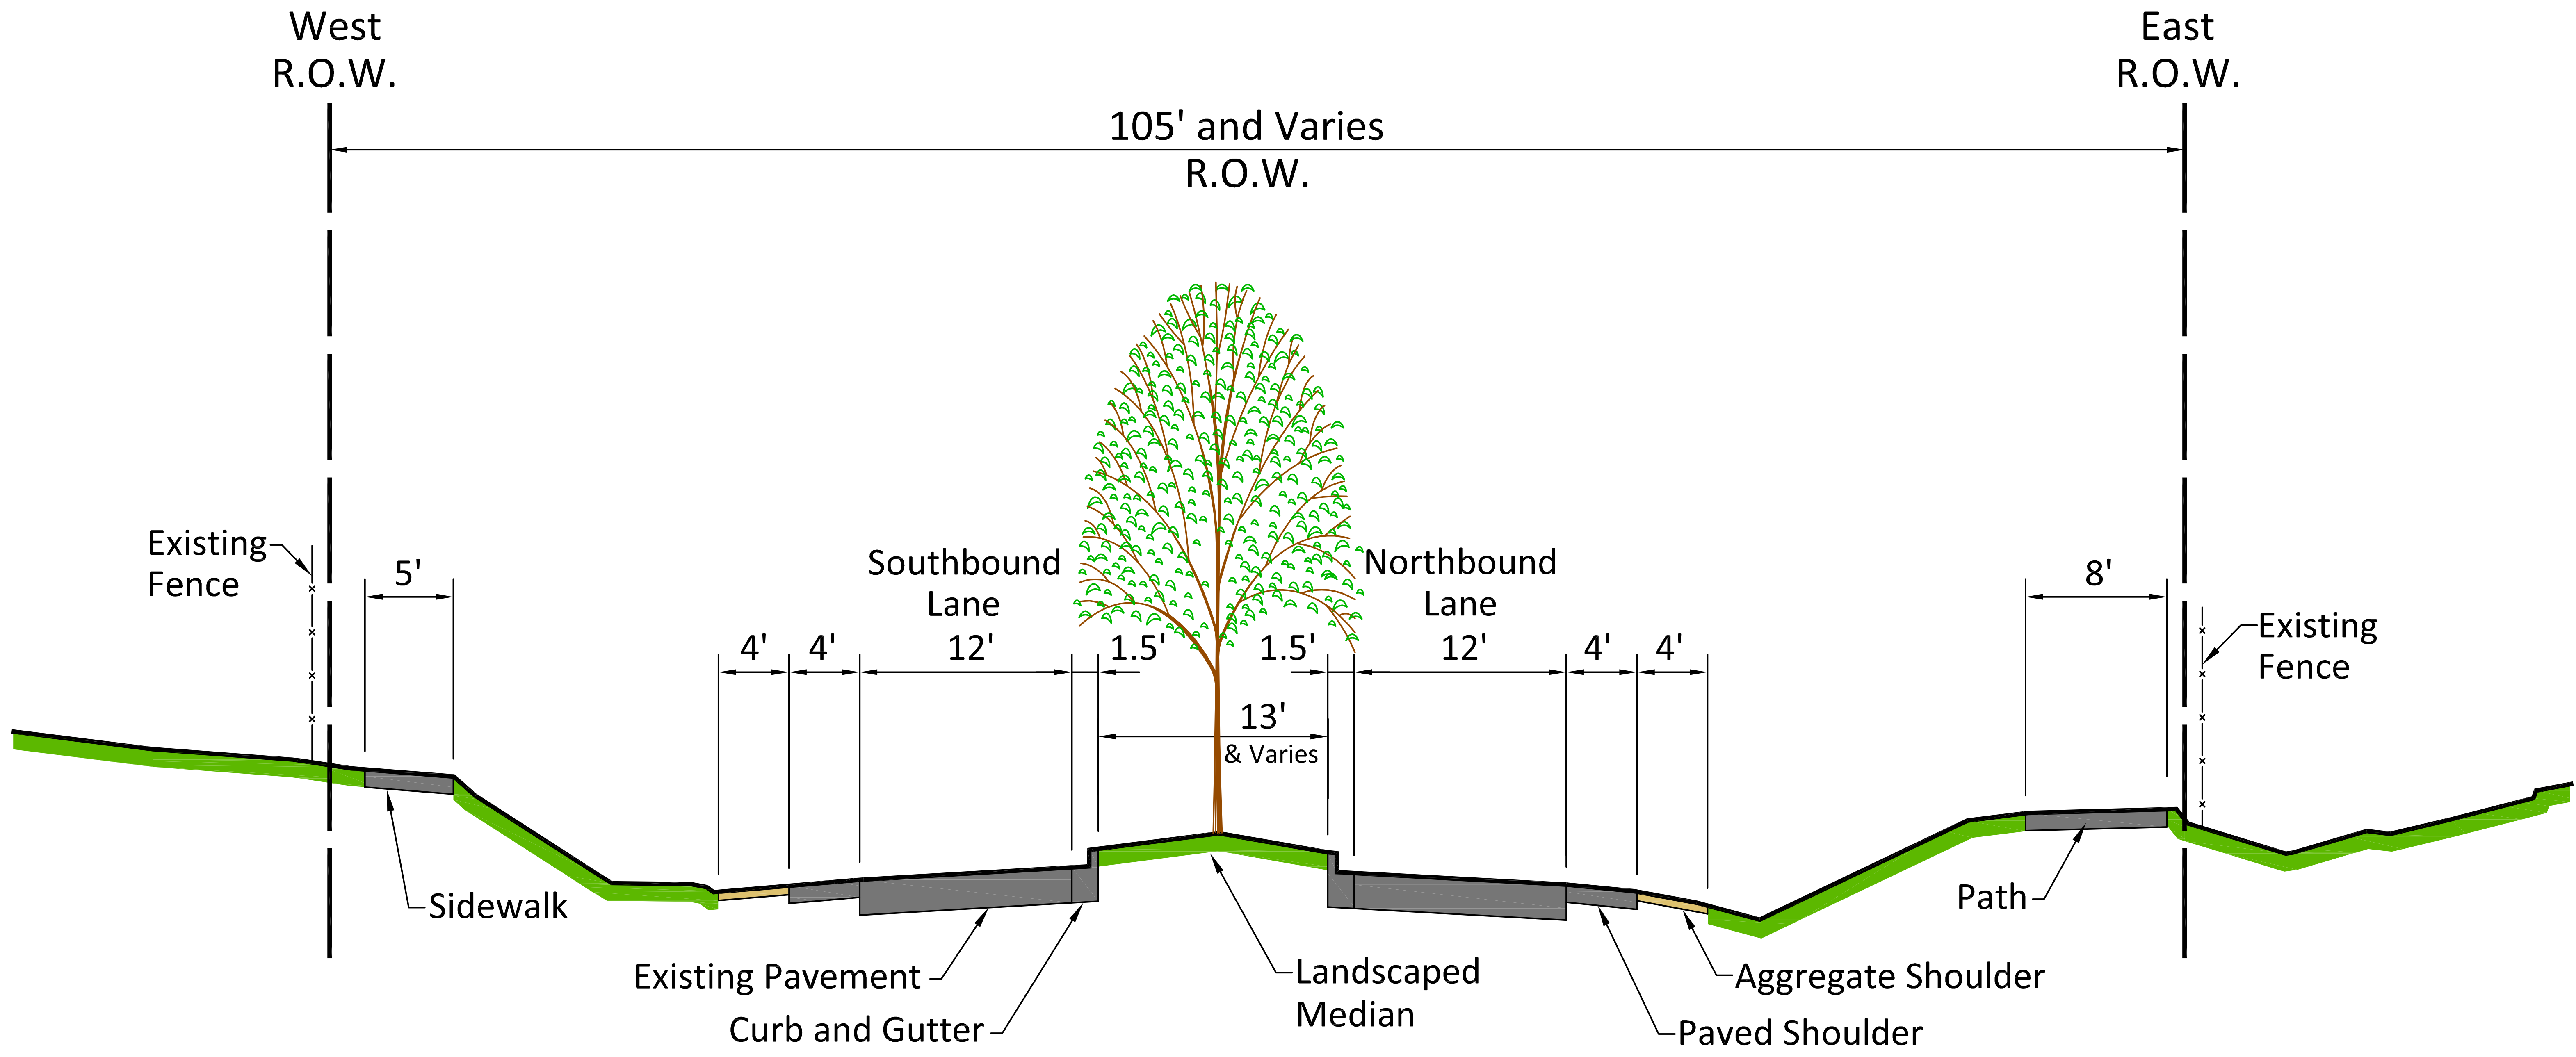 West
R.O.W.
East
R.O.W.
105' and Varies
R.O.W.
Existing
Fence
5'
Southbound
Lane
Northbound
Lane
8'
Existing
Fence
4'
4'
12'
1.5'
1.5'
12'
4'
4'
13'
& Varies
Sidewalk
Path
Existing Pavement
Curb and Gutter
Landscaped
Median
Aggregate Shoulder
Paved Shoulder